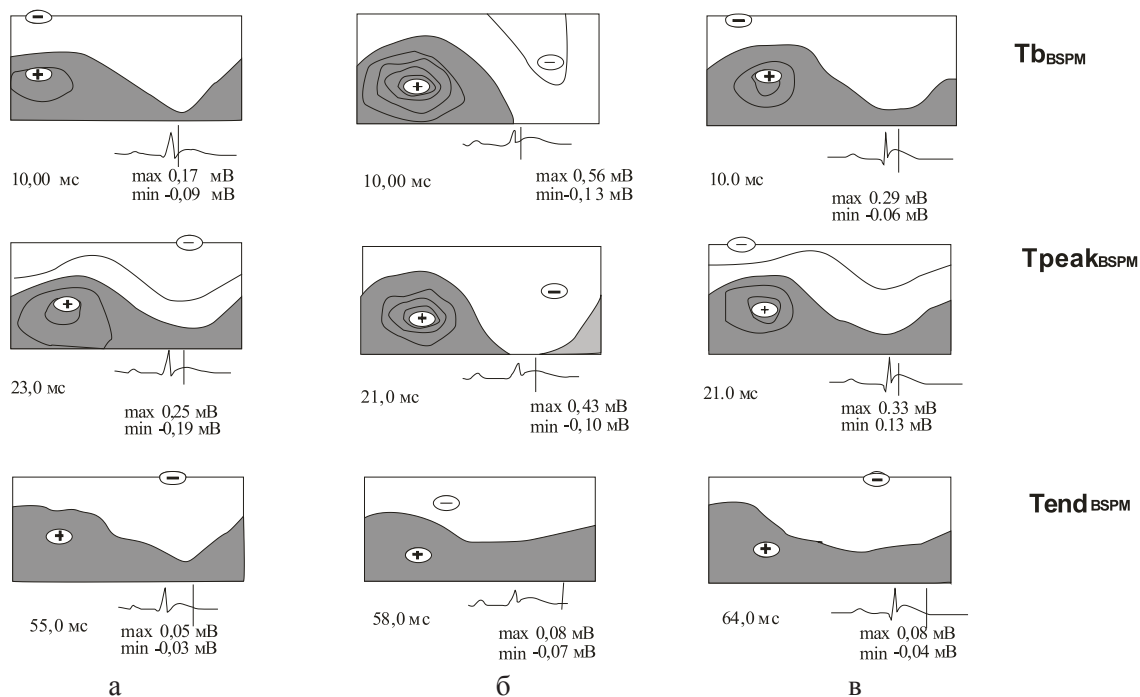 Tb BSPM
10,00 мс
max 0,17 мВ
min -0,09 мВ
10,00 мс
max 0,56 мВ
min-0,13 мВ
10.0 мс
max 0.29 мВ
min -0.06 мВ
Tpeak BSPM
23,0 мс
max 0,25 мВ
min -0,19 мВ
21,0 мс
max 0,43 мВ
min -0,10 мВ
21.0 мс
max 0.33 мВ
min 0.13 мВ
Tend BSPM
55,0 мс
max 0,05 мВ
min -0,03 мВ
58,0 мс
max 0,08 мВ
min -0,07 мВ
64,0 мс
max 0,08 мВ
min -0,04 мВ
а
б
в